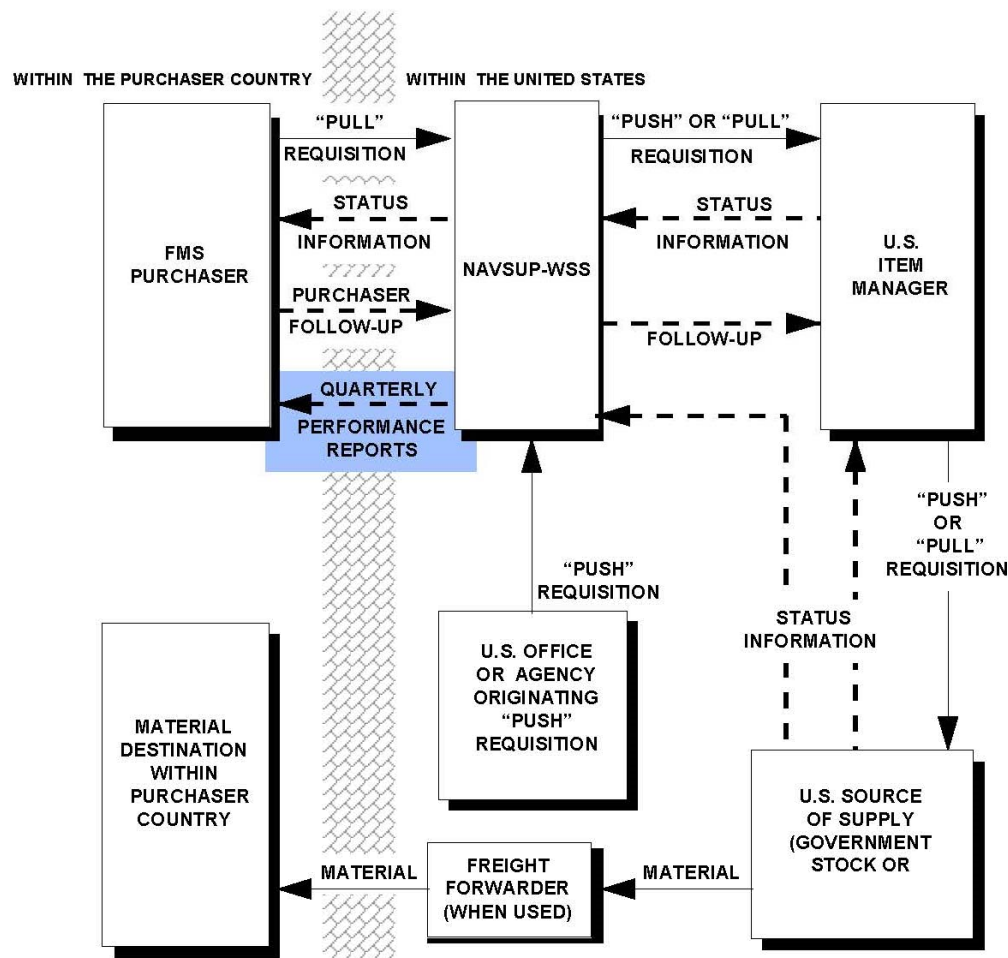 WITHIN THE PURCHASER COUNTRY
WITHIN THE UNITED STATES
FMS
PURCHASER
“PULL”
REQUISITION
STATUS
INFORMATION
PURCHASER
FOLLOW-UP
QUARTERLY
PERFORMANCE
REPORTS
NAVSUP-WSS
“PUSH” OR “PULL”
REQUISITION
STATUS
INFORMATION
FOLLOW-UP
U.S.
ITEM
MANAGER
“PUSH”
OR
“PULL”
REQUISITION
“PUSH”
REQUISITION
U.S. OFFICE
OR AGENCY
ORIGINATING
“PUSH”
REQUISITION
STATUS
INFORMATION
MATERIAL
DESTINATION
WITHIN
PURCHASER
COUNTRY
MATERIAL
FREIGHT
FORWARDER
(WHEN USED)
MATERIAL
U.S. SOURCE
OF SUPPLY
(GOVERNMENT
STOCK OR